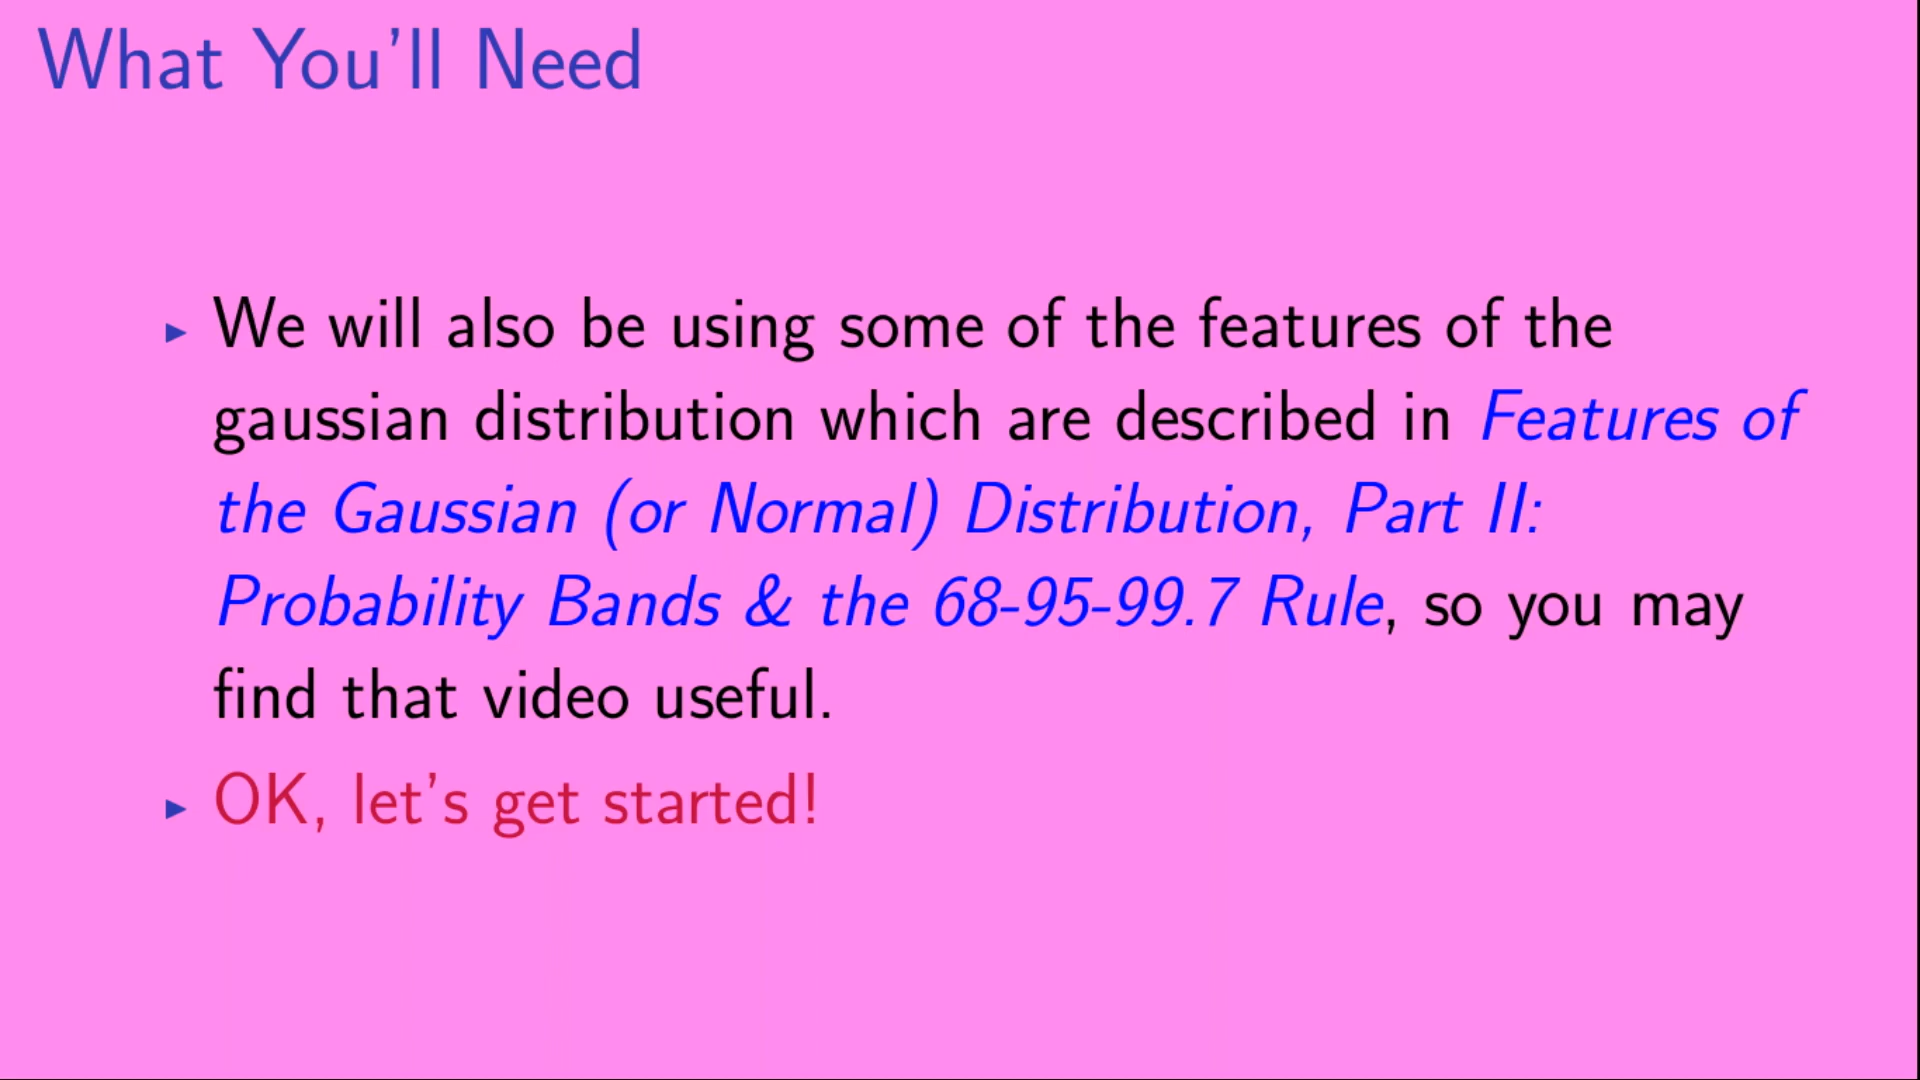 What You'll Need
▸ We will also be using some of the features of the
gaussian distribution which are described in Features of
the Gaussian (or Normal) Distribution, Part II:
Probability Bands & the 68-95-99.7 Rule, so you may
find that video useful.
▸ OK, let's get started!